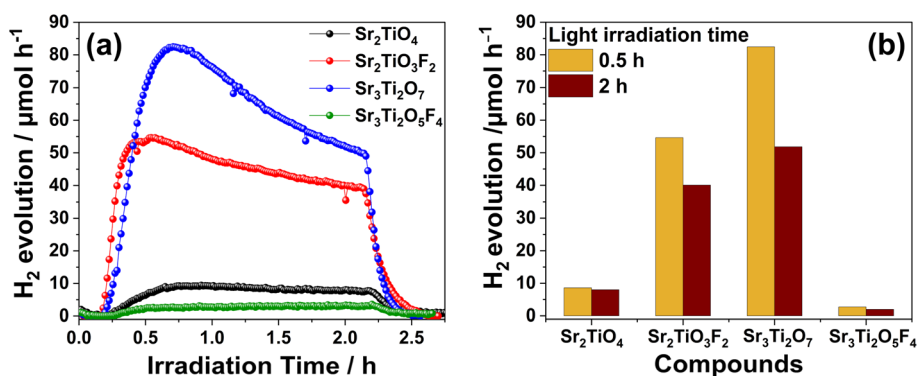 (a)
Sr₂TiO₄
Sr₂TiO₃F₂
Sr₃Ti₂O₇
Sr₃Ti₂O₅F₄
90
80
70
60
50
40
30
20
10
0
H₂ evolution / µmol h⁻¹
0.0 0.5 1.0 1.5 2.0 2.5
Irradiation Time / h
(b)
Light irradiation time
0.5 h
2 h
90
80
70
60
50
40
30
20
10
0
H₂ evolution /µmol h⁻¹
Sr₂TiO₄ Sr₂TiO₃F₂ Sr₃Ti₂O₇ Sr₃Ti₂O₅F₄
Compounds